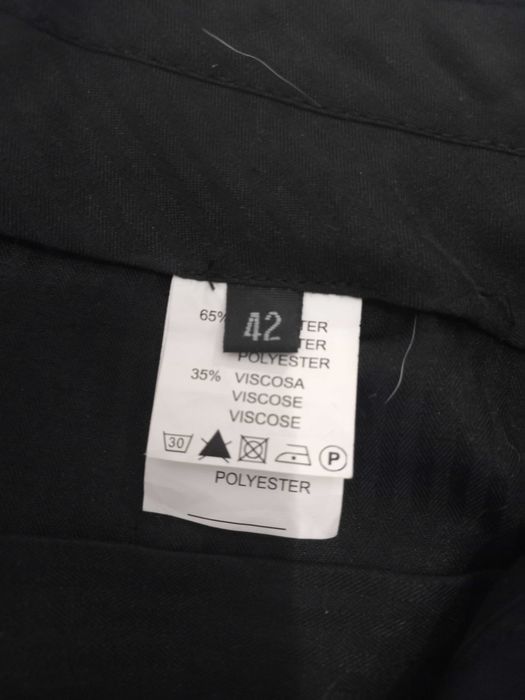 42
65%
TER
TER
POLYESTER
35% VISCOSA
VISCOSE
VISCOSE
30
P
POLYESTER